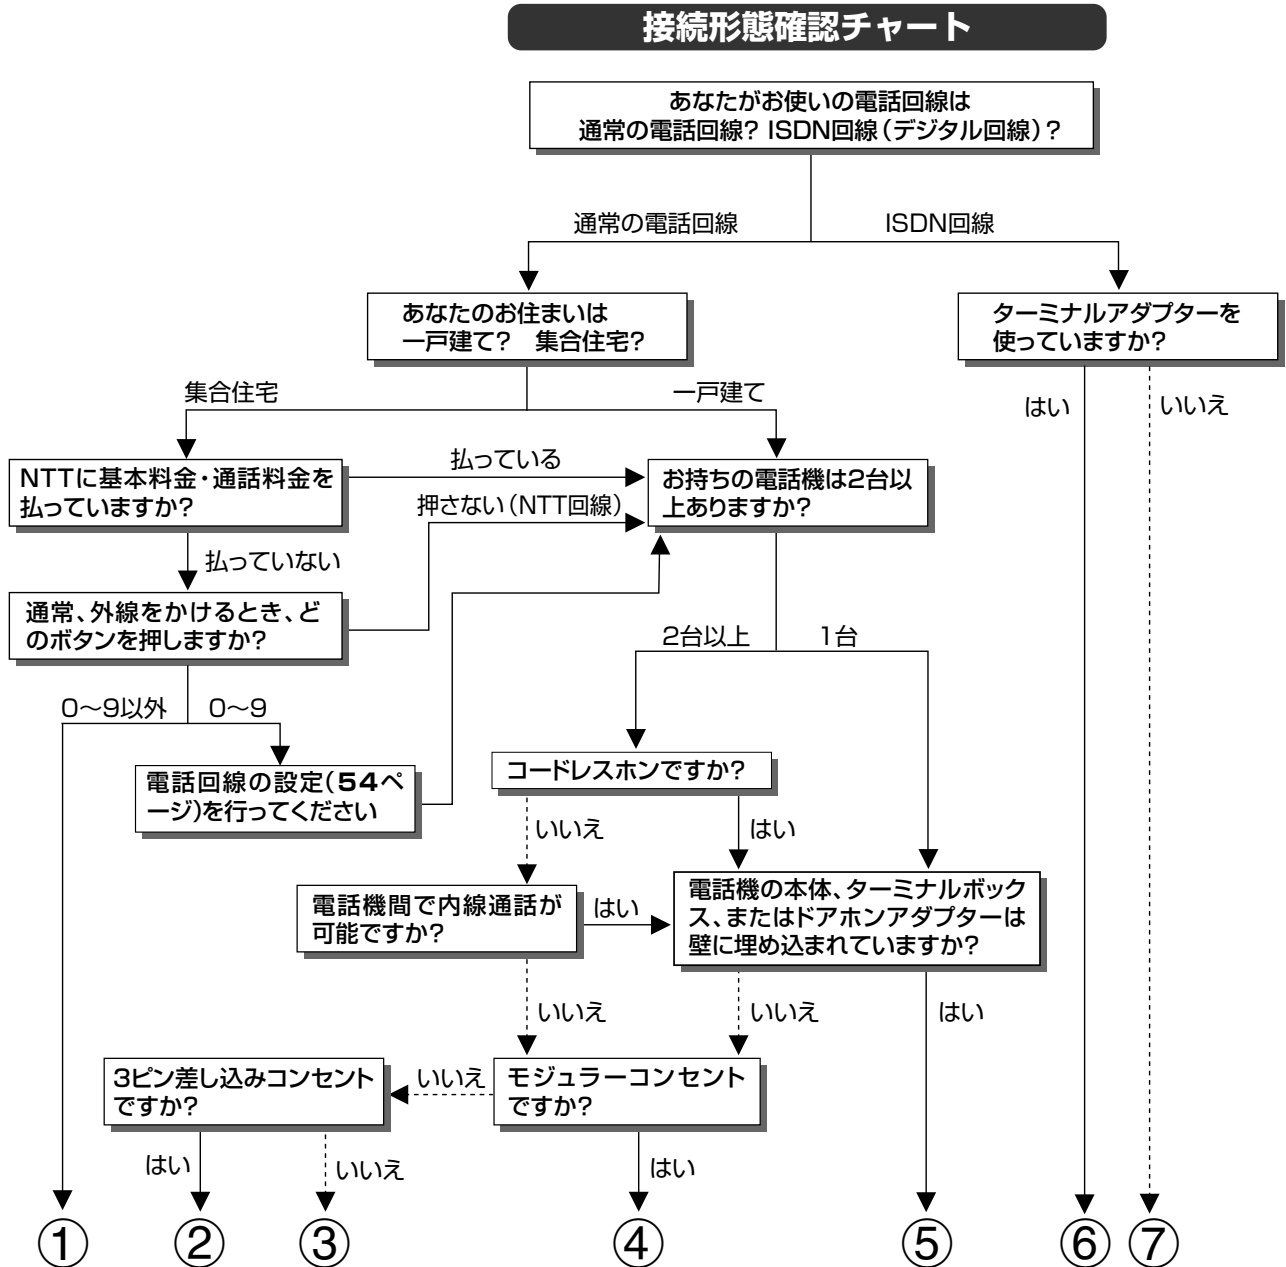 接続形態確認チャート
あなたがお使いの電話回線は
通常の電話回線? ISDN回線(デジタル回線)?
通常の電話回線
ISDN回線
あなたのお住まいは
一戸建て? 集合住宅?
ターミナルアダプターを
使っていますか?
集合住宅
一戸建て
はい
いいえ
NTTに基本料金・通話料金を
払っていますか?
払っている
お持ちの電話機は2台以
上ありますか?
押さない(NTT回線)
払っていない
通常、外線をかけるとき、ど
のボタンを押しますか?
2台以上
1台
0〜9以外
0〜9
電話回線の設定(54ペ
ージ)を行ってください
コードレスホンですか?
いいえ
はい
電話機間で内線通話が
可能ですか?
はい
電話機の本体、ターミナルボック
ス、またはドアホンアダプターは
壁に埋め込まれていますか?
いいえ
いいえ
はい
3ピン差し込みコンセント
ですか?
いいえ
モジュラーコンセント
ですか?
はい
いいえ
はい
①
②
③
④
⑤
⑥
⑦